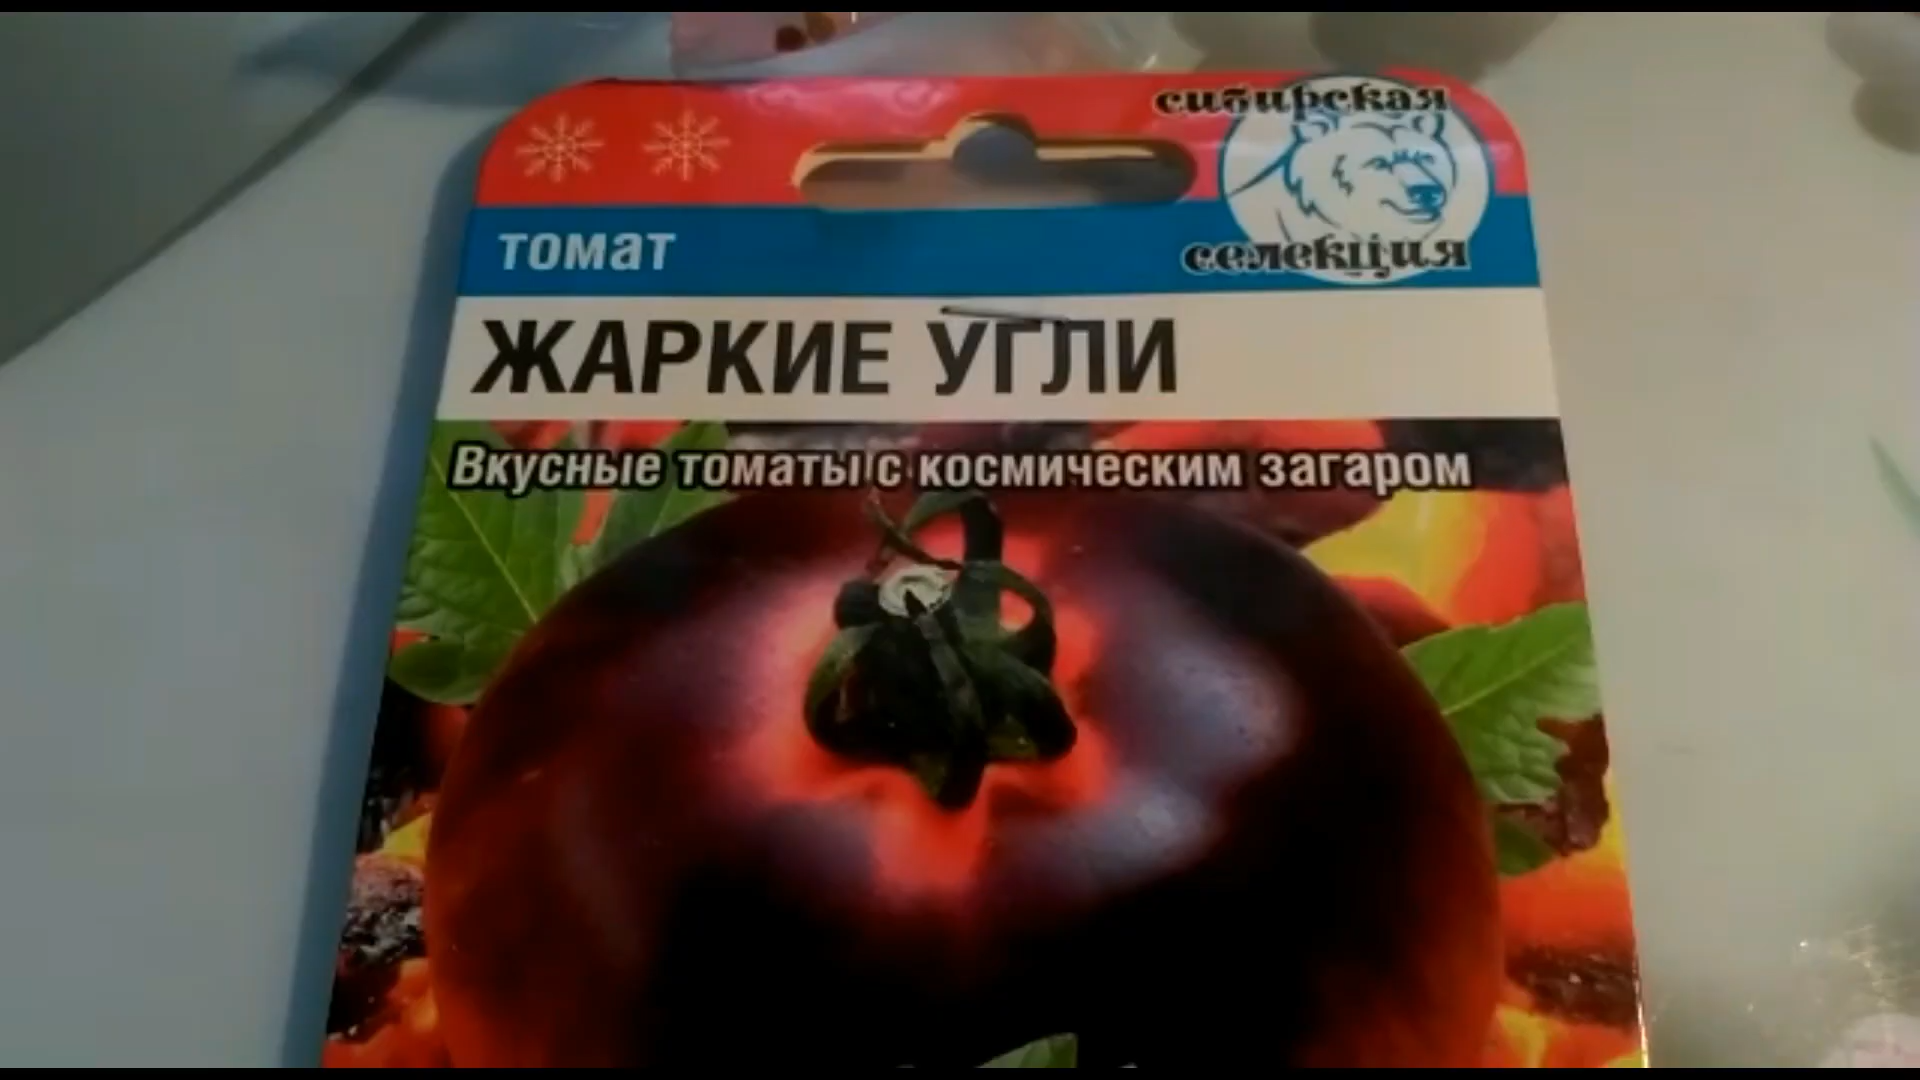 сибирская
селекция
томат
ЖАРКИЕ УГЛИ
Вкусные томаты с космическим загаром